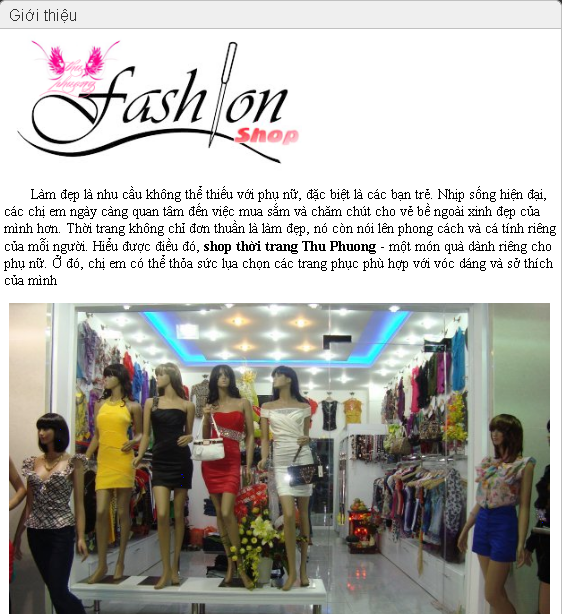 Giới thiệu
thu
phuong
Fashion
Shop
Làm đẹp là nhu cầu không thể thiếu với phụ nữ, đặc biệt là các bạn trẻ. Nhịp sống hiện đại,
các chị em ngày càng quan tâm đến việc mua sắm và chăm chút cho vẻ bề ngoài xinh đẹp của
mình hơn. Thời trang không chỉ đơn thuần là làm đẹp, nó còn nói lên phong cách và cá tính riêng
của mỗi người. Hiểu được điều đó, shop thời trang Thu Phuong - một món quà dành riêng cho
phụ nữ. Ở đó, chị em có thể thỏa sức lụa chọn các trang phục phù hợp với vóc dáng và sở thích
của mình